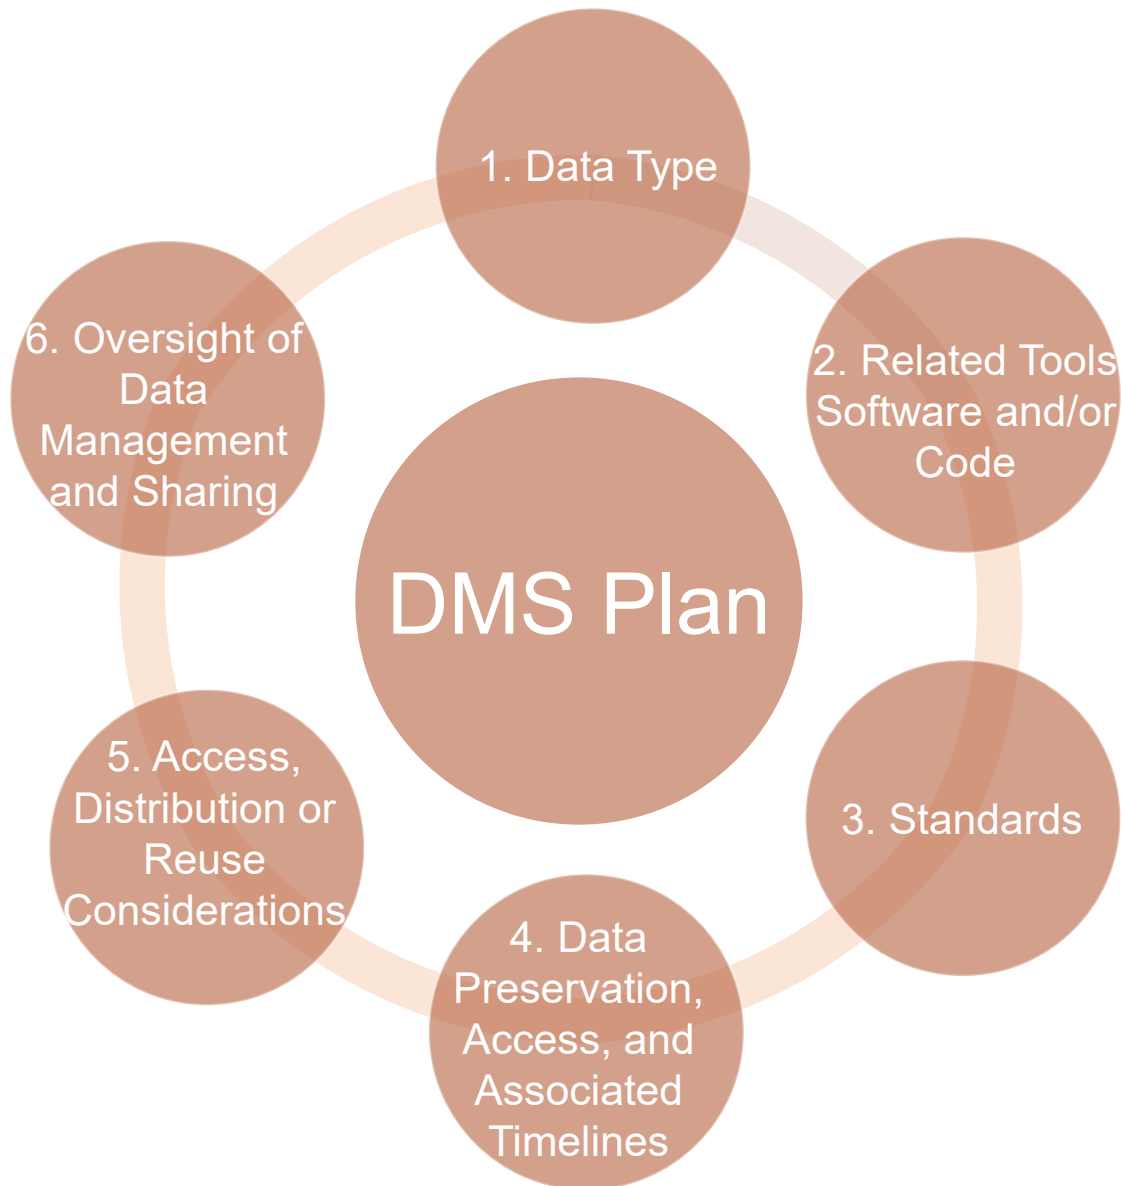 1. Data Type
2. Related Tools
Software and/or
Code
3. Standards
4. Data
Preservation,
Access, and
Associated
Timelines
5. Access,
Distribution or
Reuse
Considerations
6. Oversight of
Data
Management
and Sharing
DMS Plan